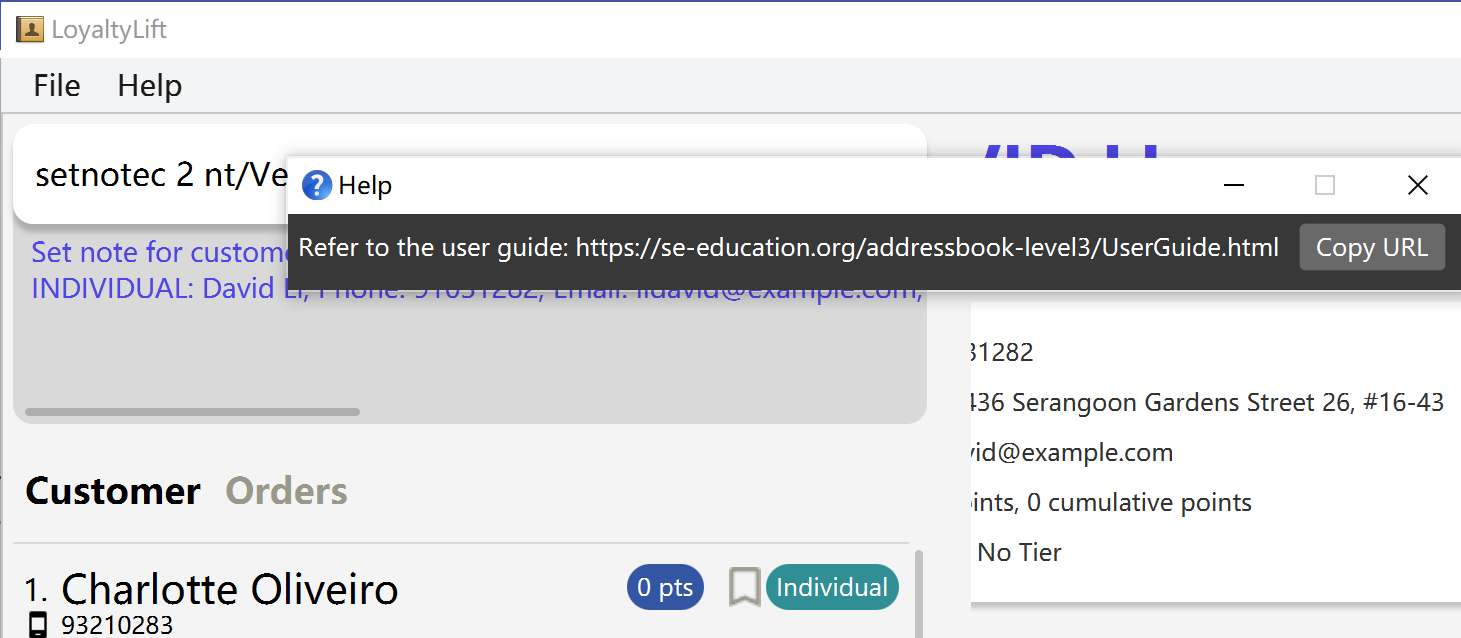 LoyaltyLift
File Help
setnotec 2 nt/Ve
Help
Refer to the user guide: https://se-education.org/addressbook-level3/UserGuide.html Copy URL
Set note for custome
INDIVIDUAL: David Li, Phone: 91031282, Email: lidavid@example.com,
31282
436 Serangoon Gardens Street 26, #16-43
vid@example.com
oints, 0 cumulative points
No Tier
Customer Orders
1. Charlotte Oliveiro 0 pts Individual
93210283